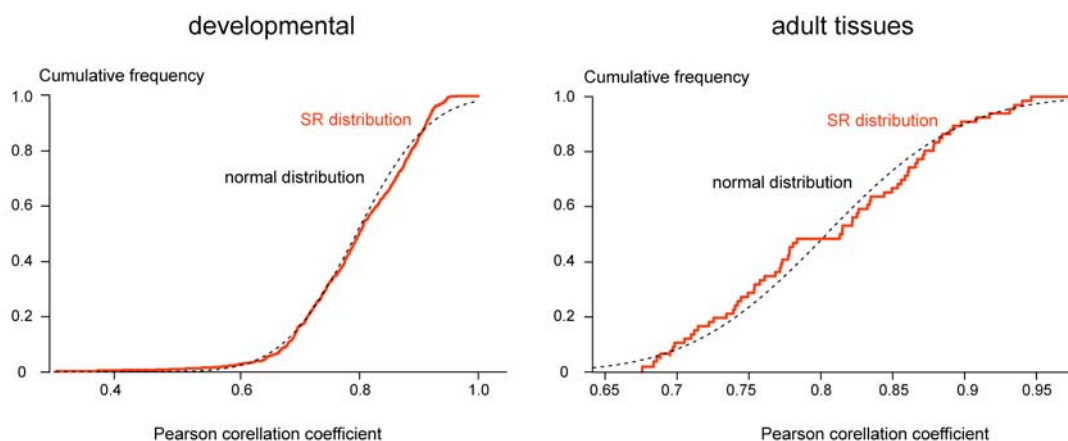 developmental
Cumulative frequency
1.0
SR distribution
0.8
normal distribution
0.6
0.4
0.2
0
0.4
0.6
0.8
1.0
Pearson corellation coefficient
adult tissues
Cumulative frequency
1.0
SR distribution
0.8
normal distribution
0.6
0.4
0.2
0
0.65
0.7
0.75
0.8
0.85
0.9
0.95
Pearson corellation coefficient